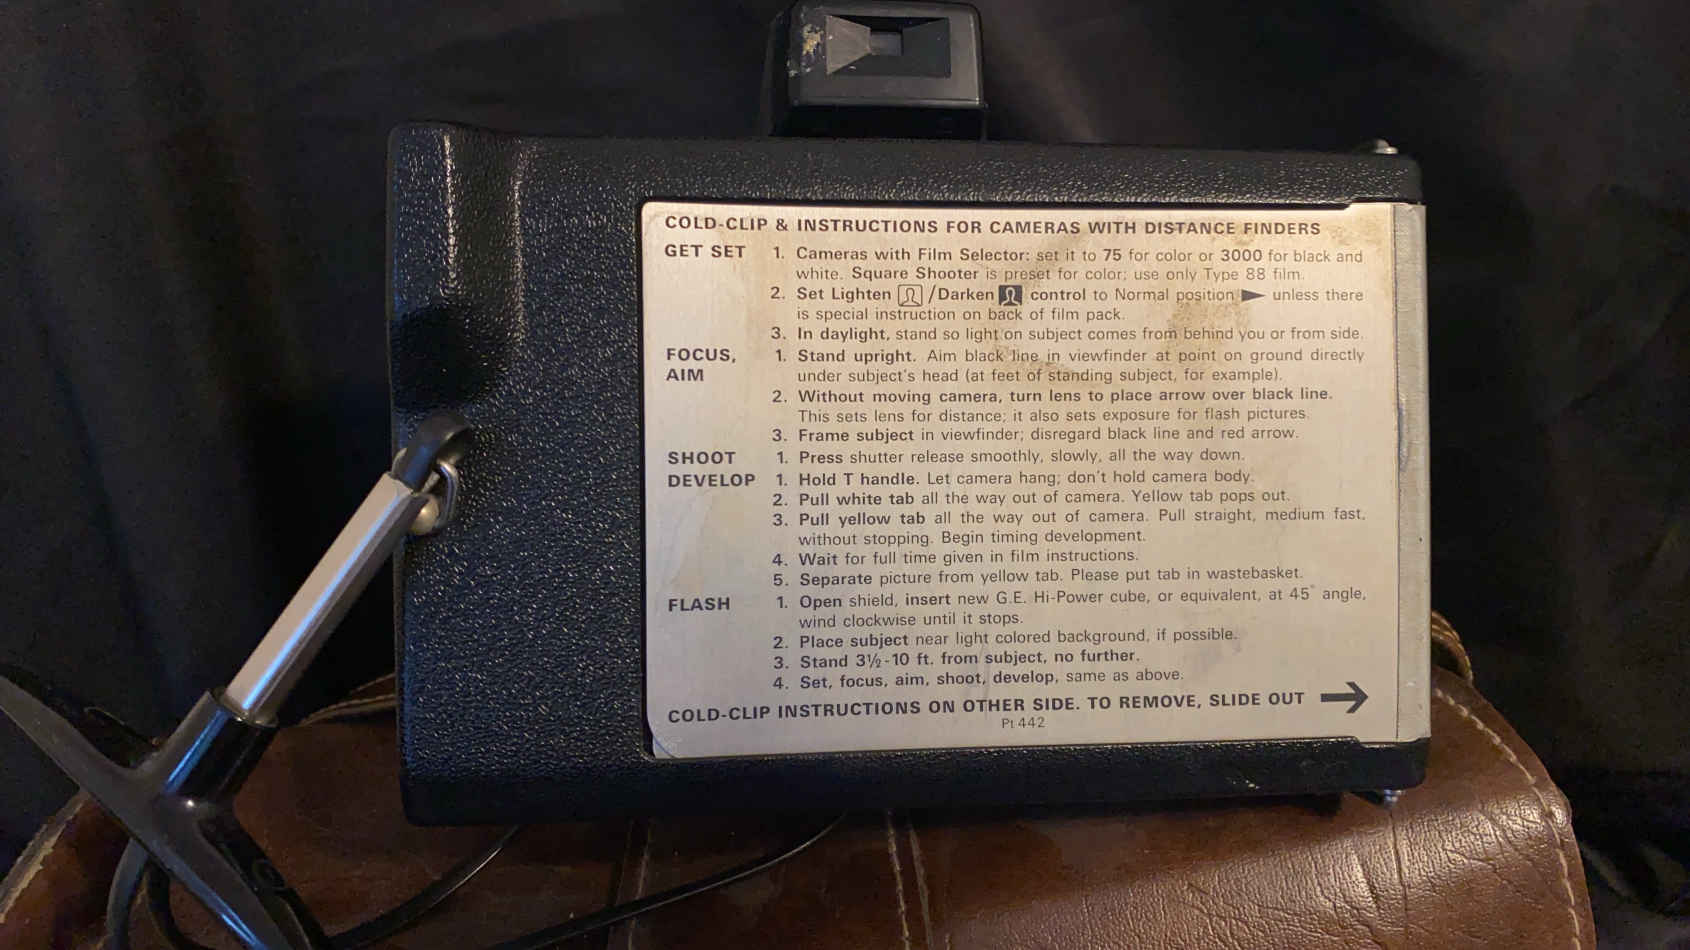 COLD-CLIP & INSTRUCTIONS FOR CAMERAS WITH DISTANCE FINDERS
GET SET 1. Cameras with Film Selector: set it to 75 for color or 3000 for black and
white. Square Shooter is preset for color; use only Type 88 film.
2. Set Lighten /Darken control to Normal position unless there
is special instruction on back of film pack.
3. In daylight, stand so light on subject comes from behind you or from side.
FOCUS, 1. Stand upright. Aim black line in viewfinder at point on ground directly
AIM under subject's head (at feet of standing subject, for example).
2. Without moving camera, turn lens to place arrow over black line.
This sets lens for distance; it also sets exposure for flash pictures.
3. Frame subject in viewfinder; disregard black line and red arrow.
SHOOT 1. Press shutter release smoothly, slowly, all the way down.
DEVELOP 1. Hold T handle. Let camera hang; don't hold camera body.
2. Pull white tab all the way out of camera. Yellow tab pops out.
3. Pull yellow tab all the way out of camera. Pull straight, medium fast,
without stopping. Begin timing development.
4. Wait for full time given in film instructions.
5. Separate picture from yellow tab. Please put tab in wastebasket.
FLASH 1. Open shield, insert new G.E. Hi-Power cube, or equivalent, at 45° angle,
wind clockwise until it stops.
2. Place subject near light colored background, if possible.
3. Stand 3½-10 ft. from subject, no further.
4. Set, focus, aim, shoot, develop, same as above.
COLD-CLIP INSTRUCTIONS ON OTHER SIDE. TO REMOVE, SLIDE OUT →
Pt 442